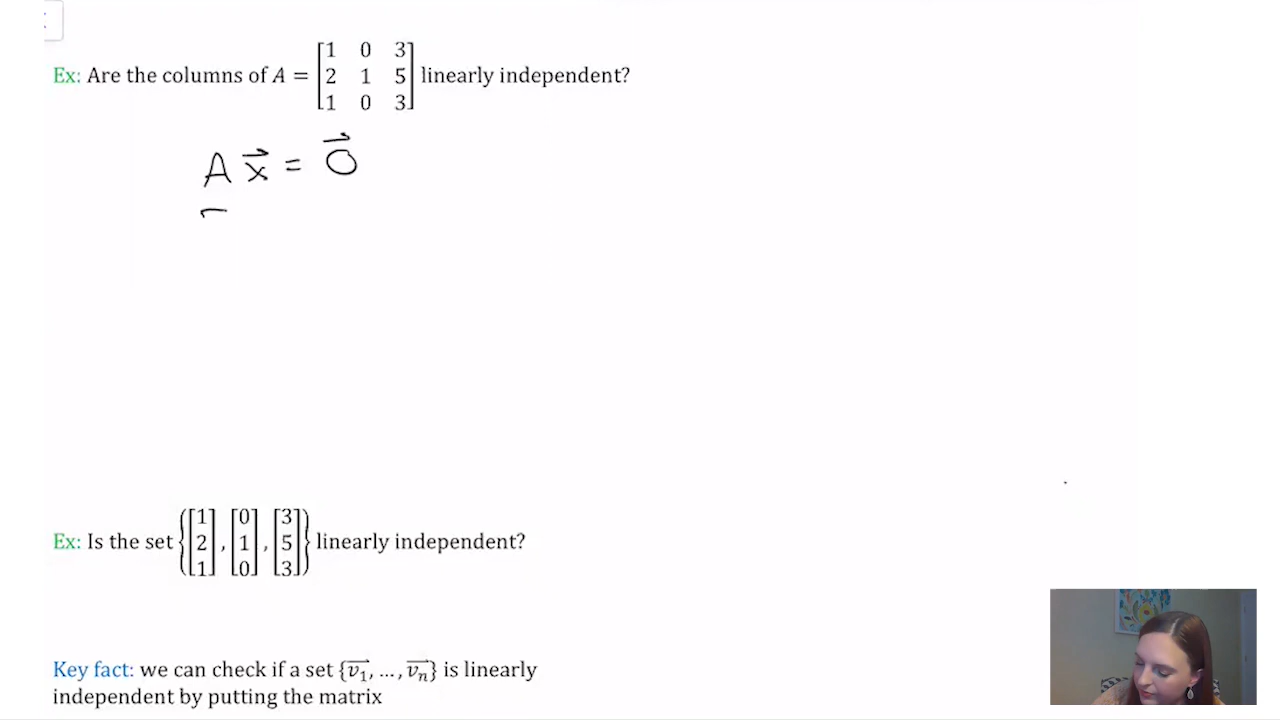 Ex: Are the columns of A = [1 0 3; 2 1 5; 1 0 3] linearly independent?
A x⃗ = 0⃗
Ex: Is the set {[1 2 1], [0 1 0], [3 5 3]} linearly independent?
Key fact: we can check if a set {v₁⃗, …, vₙ⃗} is linearly
independent by putting the matrix